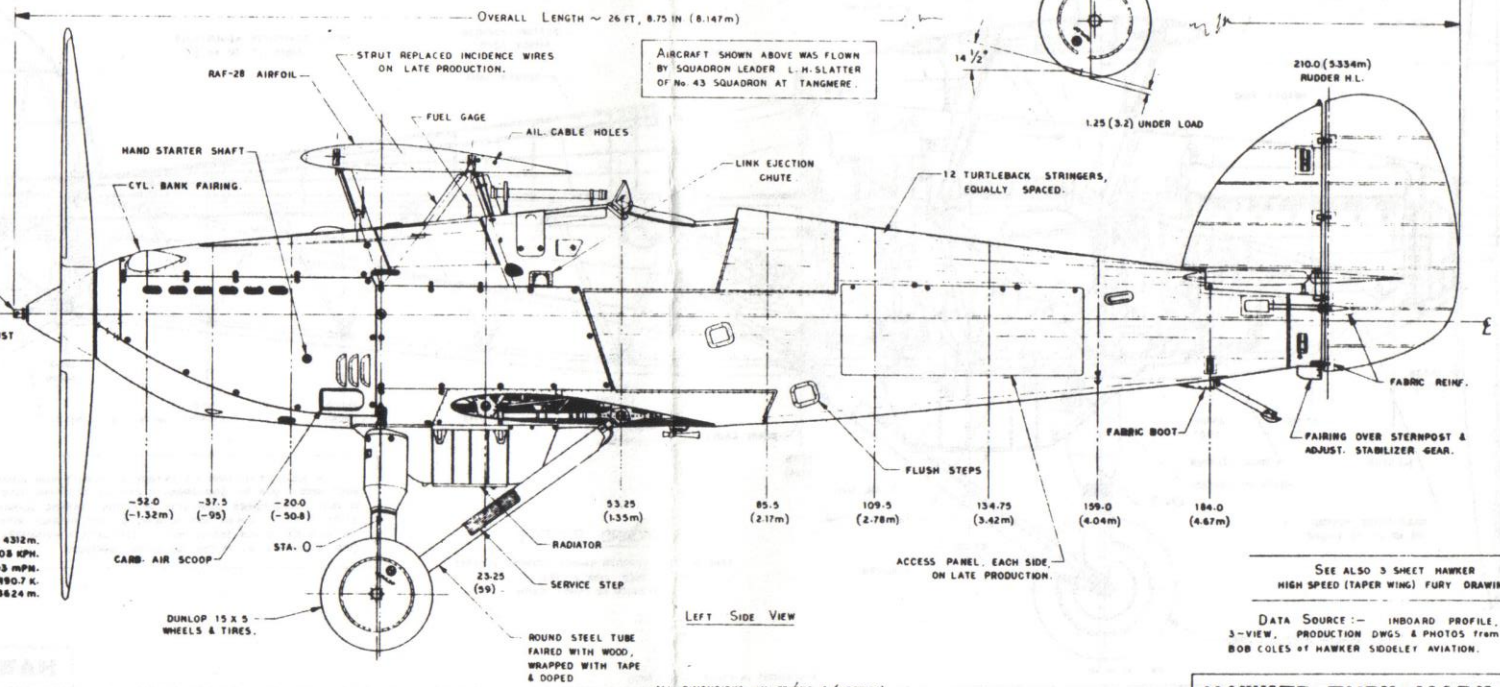 OVERALL LENGTH ~ 26 FT, 8.75 IN (8.147m)
STRUT REPLACED INCIDENCE WIRES
ON LATE PRODUCTION.
RAF-28 AIRFOIL
AIRCRAFT SHOWN ABOVE WAS FLOWN
BY SQUADRON LEADER L.H.SLATTER
OF No. 43 SQUADRON AT TANGMERE.
14 1/2°
210.0 (5.334m)
RUDDER H.L.
1.25 (3.2) UNDER LOAD
FUEL GAGE
AIL. CABLE HOLES
HAND STARTER SHAFT
LINK EJECTION
CHUTE
CYL. BANK FAIRING.
12 TURTLEBACK STRINGERS,
EQUALLY SPACED.
FABRIC REINF.
FABRIC BOOT
FAIRING OVER STERNPOST &
ADJUST. STABILIZER GEAR.
FLUSH STEPS
-52.0
(-1.32m)
-37.5
(-95)
-20.0
(-50.8)
53.25
(1.35m)
85.5
(2.17m)
109.5
(2.78m)
134.75
(3.42m)
159.0
(4.04m)
184.0
(4.67m)
4312m.
KPH.
mPH.
K.
m.
CARB. AIR SCOOP
STA. 0
RADIATOR
23.25
(59)
SERVICE STEP
ACCESS PANEL, EACH SIDE,
ON LATE PRODUCTION.
SEE ALSO 3 SHEET HAWKER
HIGH SPEED (TAPER WING) FURY
DUNLOP 15 X 5
WHEELS & TIRES.
LEFT SIDE VIEW
ROUND STEEL TUBE
FAIRED WITH WOOD,
WRAPPED WITH TAPE
& DOPED
DATA SOURCE:- INBOARD PROFILE,
3-VIEW, PRODUCTION DWGS & PHOTOS from
BOB COLES of HAWKER SIDDELEY AVIATION.